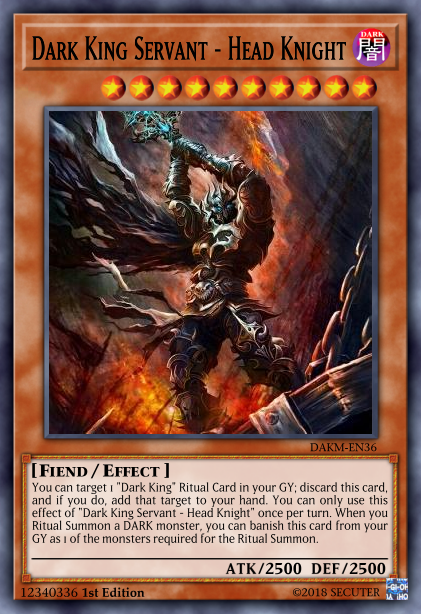 Dark King Servant - Head Knight
DARK
闇
DAKM-EN36
[Fiend / Effect ]
You can target 1 "Dark King" Ritual Card in your GY; discard this card,
and if you do, add that target to your hand. You can only use this
effect of "Dark King Servant - Head Knight" once per turn. When you
Ritual Summon a DARK monster, you can banish this card from your
GY as 1 of the monsters required for the Ritual Summon.
ATK/2500 DEF/2500
12340336 1st Edition
©2018 SECUTER